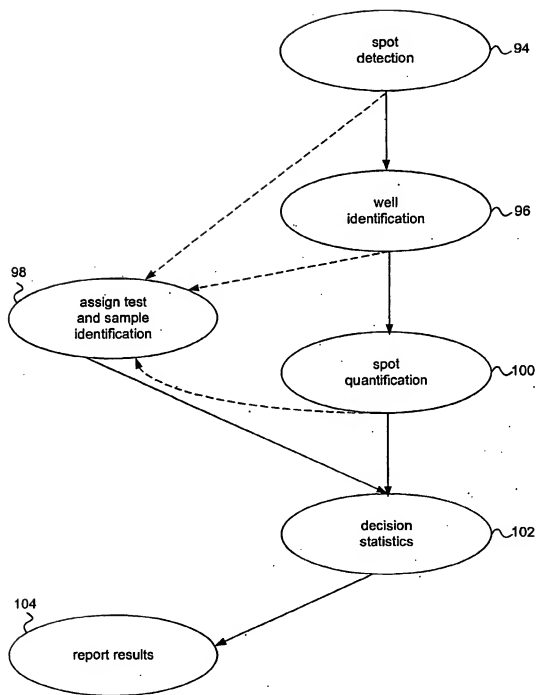 spot
detection
94
well
identification
96
98
assign test
and sample
identification
spot
quantification
100
decision
statistics
102
104
report results